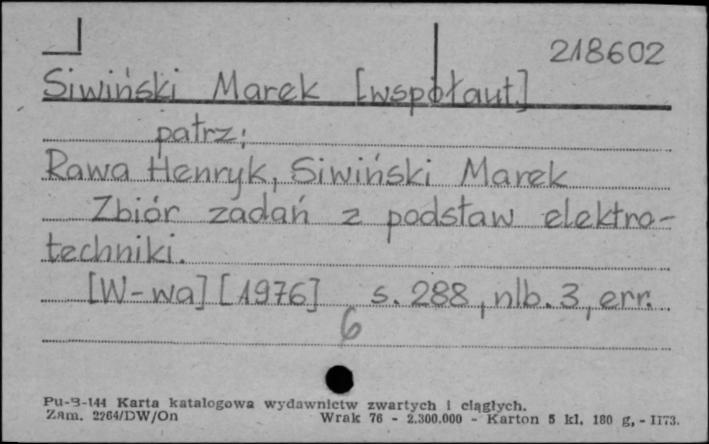 218602
Siwiński Marek [współaut.]
patrz:
Rawa Henryk, Siwiński Marek
Zbiór zadań z podstaw elektro-
techniki.
[W-wa] [1976] s. 288, nlb. 3, err.
6
Pu-B-144 Karta katalogowa wydawnictw zwartych i ciągłych.
Zam. 2264/DW/On Wrak 76 - 2.300.000 - Karton 5 kl. 180 g. - II73.